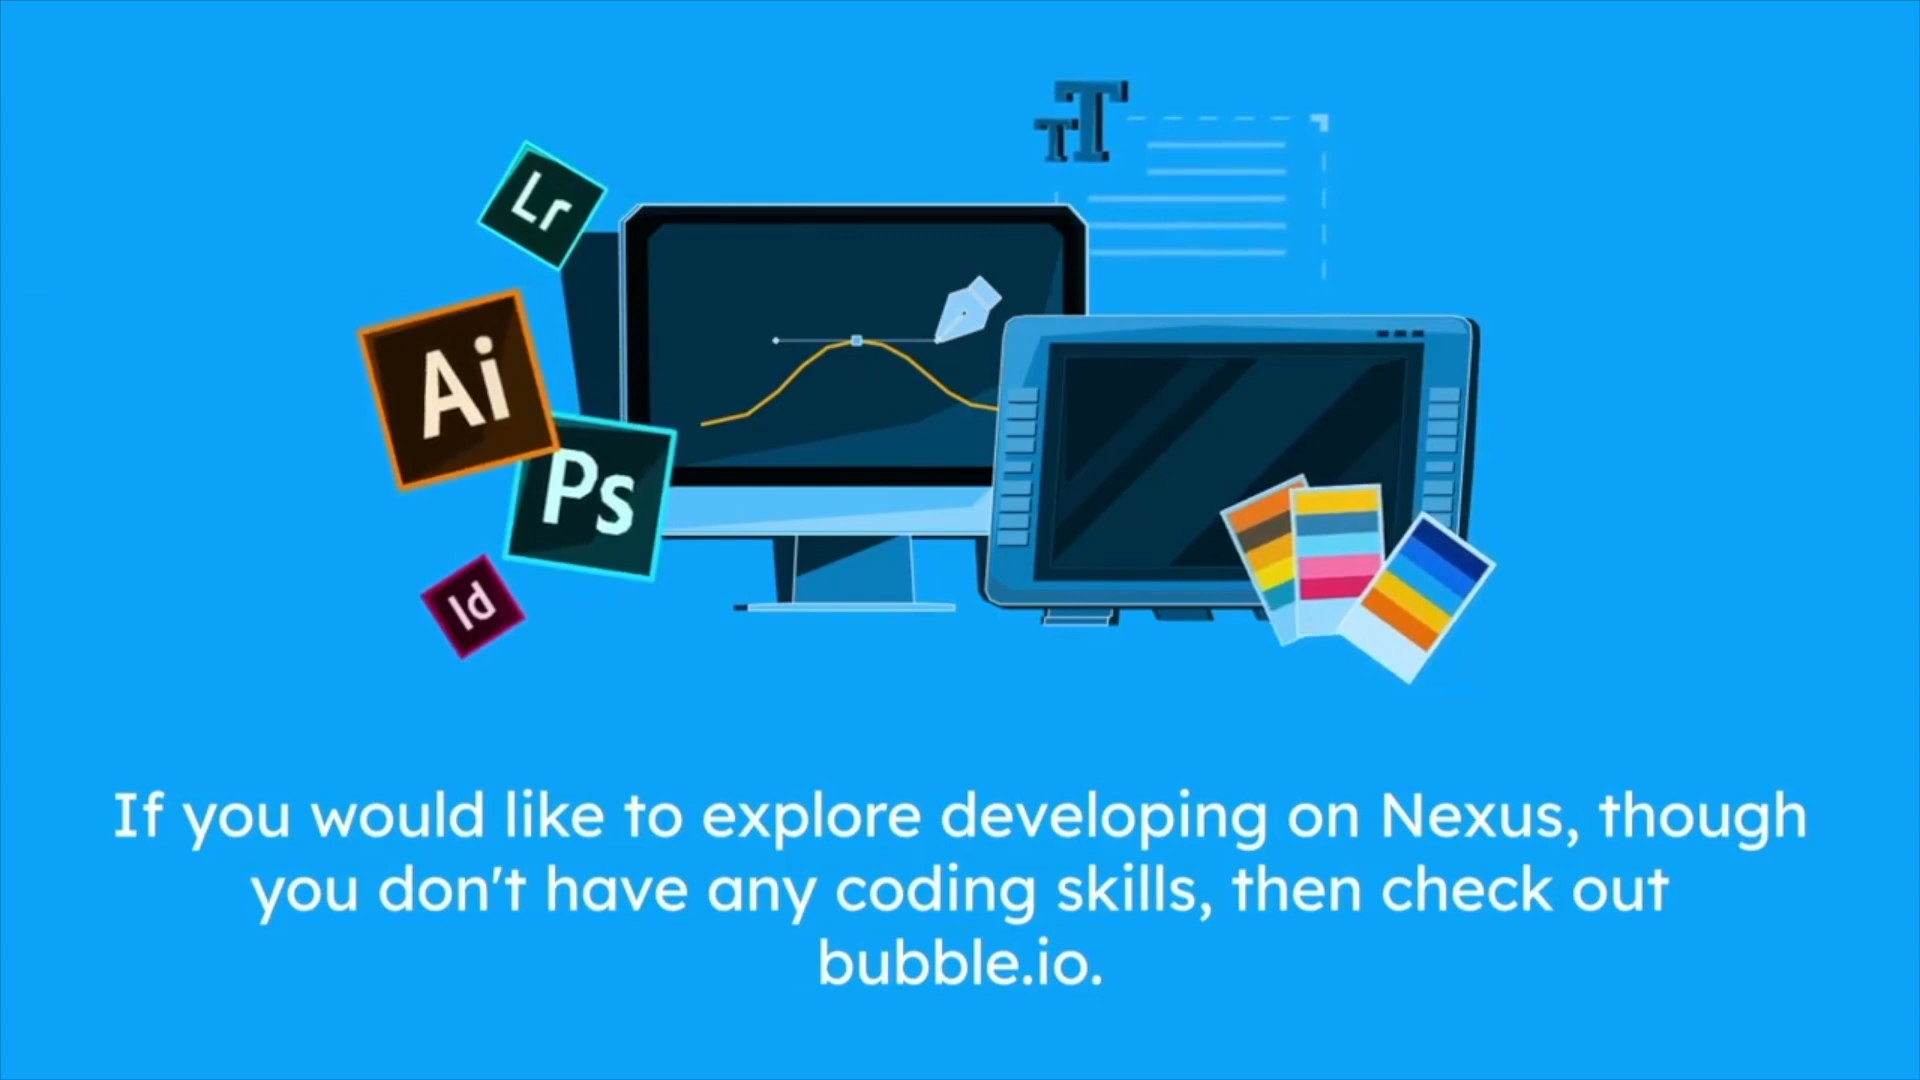 TT
Lr
Ai
Ps
Id
If you would like to explore developing on Nexus, though
you don't have any coding skills, then check out
bubble.io.